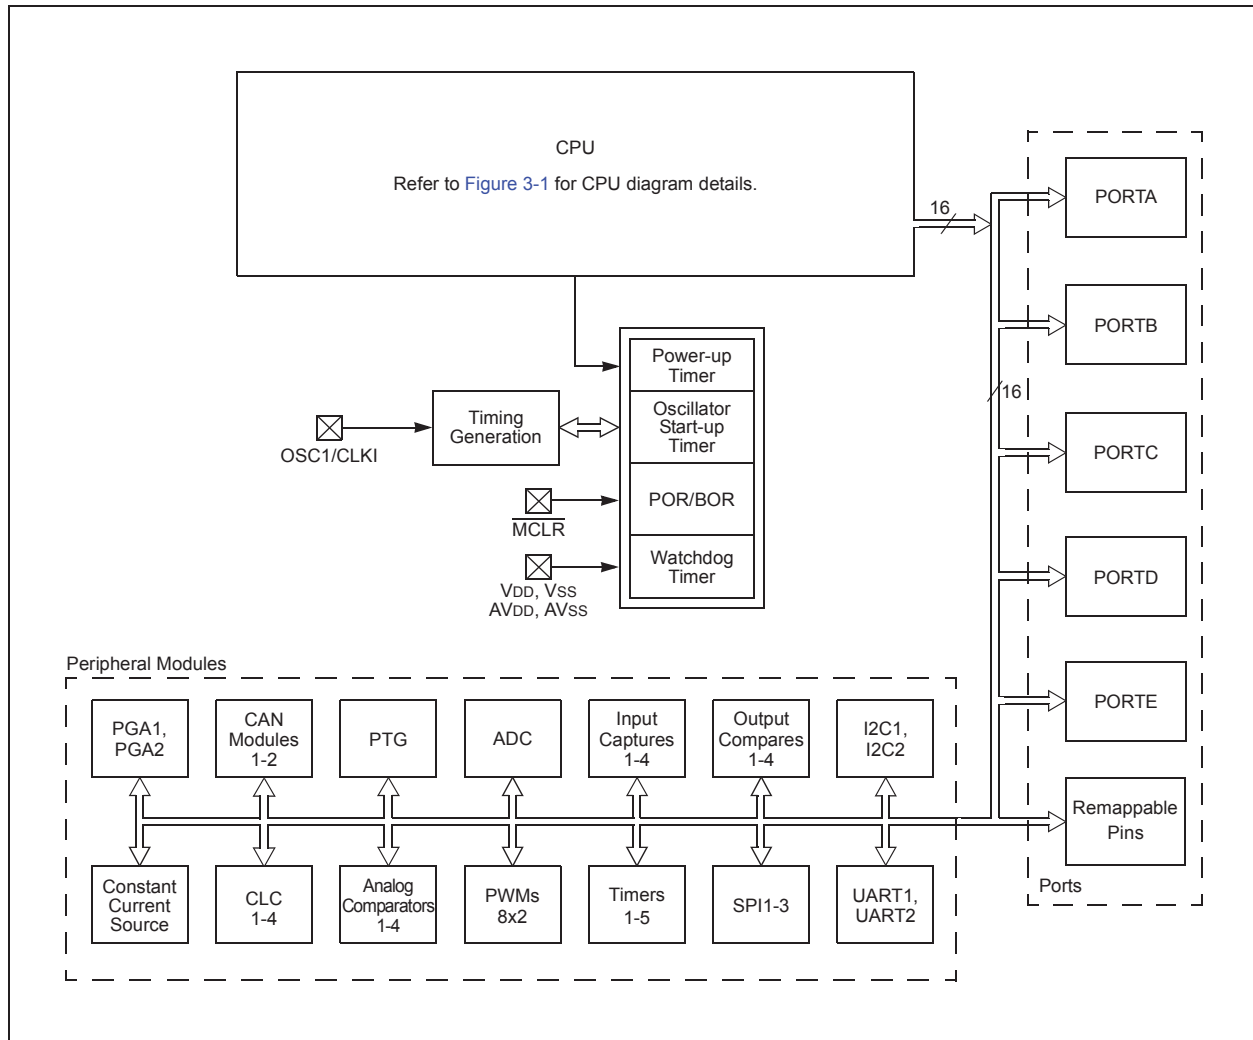 CPU
Refer to Figure 3-1 for CPU diagram details.
16
PORTA
PORTB
16
PORTC
PORTD
PORTE
Remappable
Pins
Ports
Power-up
Timer
Oscillator
Start-up
Timer
POR/BOR
Watchdog
Timer
Timing
Generation
OSC1/CLKI
MCLR
VDD, VSS
AVDD, AVSS
Peripheral Modules
PGA1,
PGA2
CAN
Modules
1-2
PTG
ADC
Input
Captures
1-4
Output
Compares
1-4
I2C1,
I2C2
Constant
Current
Source
CLC
1-4
Analog
Comparators
1-4
PWMs
8x2
Timers
1-5
SPI1-3
UART1,
UART2